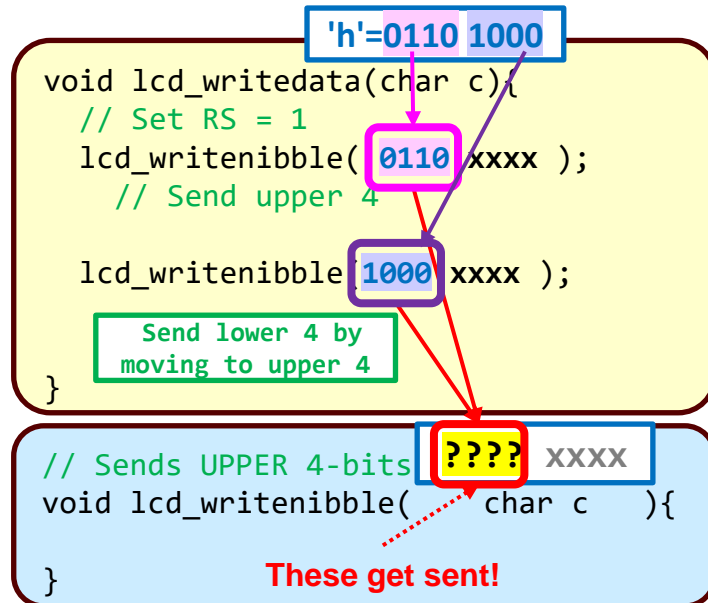 'h'=0110 1000
void lcd_writedata(char c){
// Set RS = 1
lcd_writenibble( 0110 xxxx );
// Send upper 4
lcd_writenibble(1000 xxxx );
Send lower 4 by
moving to upper 4
}
???? xxxx
// Sends UPPER 4-bits
void lcd_writenibble( char c ){
These get sent!
}